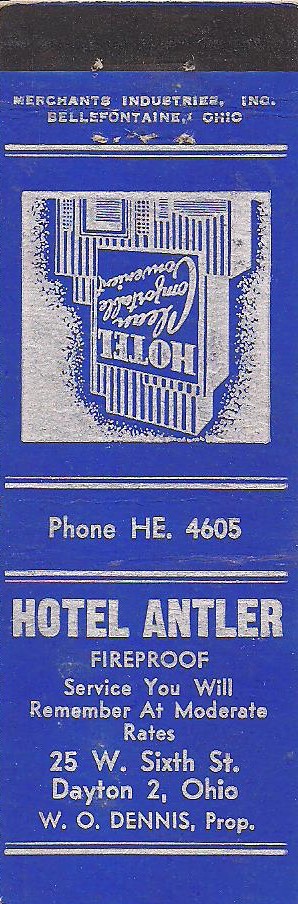 MERCHANTS INDUSTRIES, INC.
BELLEFONTAINE, OHIO
HOTEL
Clean
Comfortable
Convenient
Phone HE. 4605
HOTEL ANTLER
FIREPROOF
Service You Will
Remember At Moderate
Rates
25 W. Sixth St.
Dayton 2, Ohio
W. O. DENNIS, Prop.